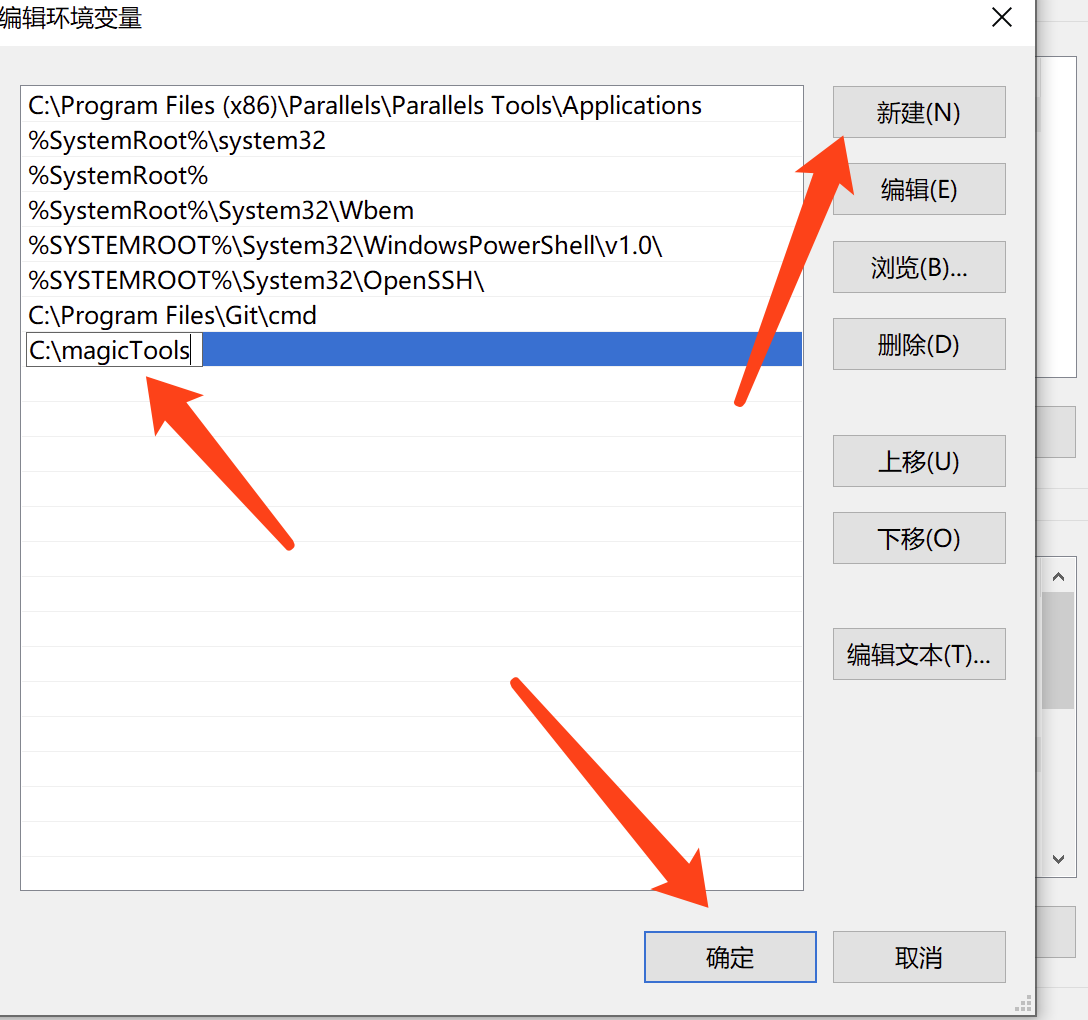 编辑环境变量
C:\Program Files (x86)\Parallels\Parallels Tools\Applications
%SystemRoot%\system32
%SystemRoot%
%SystemRoot%\System32\Wbem
%SYSTEMROOT%\System32\WindowsPowerShell\v1.0\
%SYSTEMROOT%\System32\OpenSSH\
C:\Program Files\Git\cmd
C:\magicTools
新建(N)
编辑(E)
浏览(B)...
删除(D)
上移(U)
下移(O)
编辑文本(T)...
确定
取消